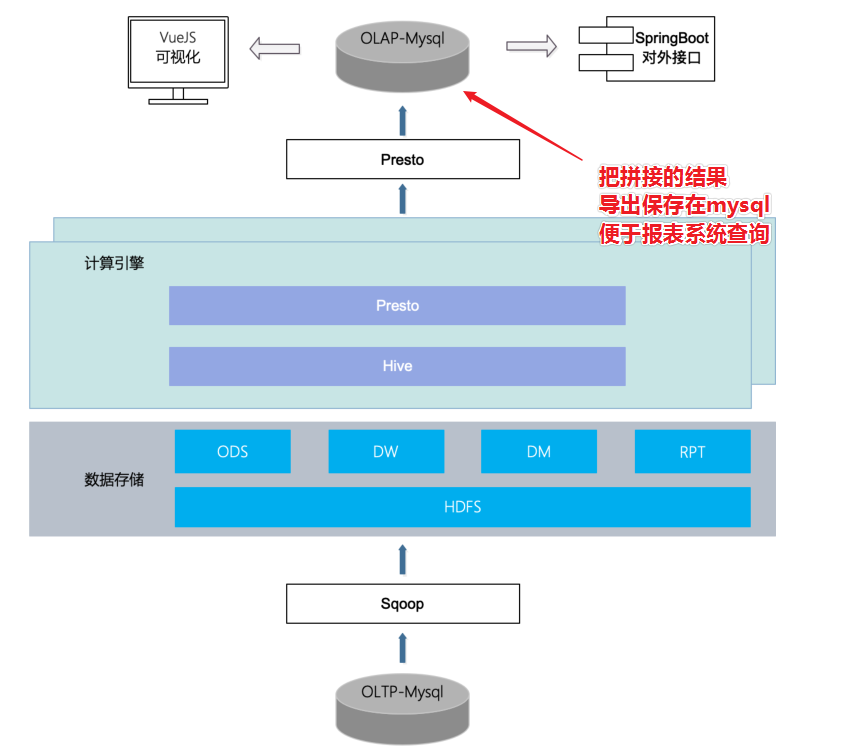 VueJS
可视化
OLAP-Mysql
SpringBoot
对外接口
Presto
把拼接的结果
导出保存在mysql
便于报表系统查询
计算引擎
Presto
Hive
数据存储
ODS
DW
DM
RPT
HDFS
Sqoop
OLTP-Mysql